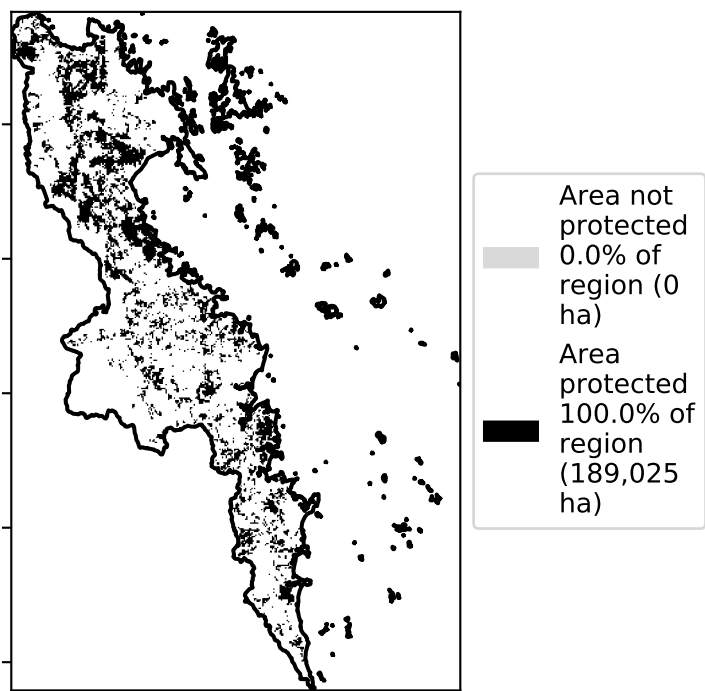 Area not
protected
0.0% of
region (0
ha)
Area
protected
100.0% of
region
(189,025
ha)